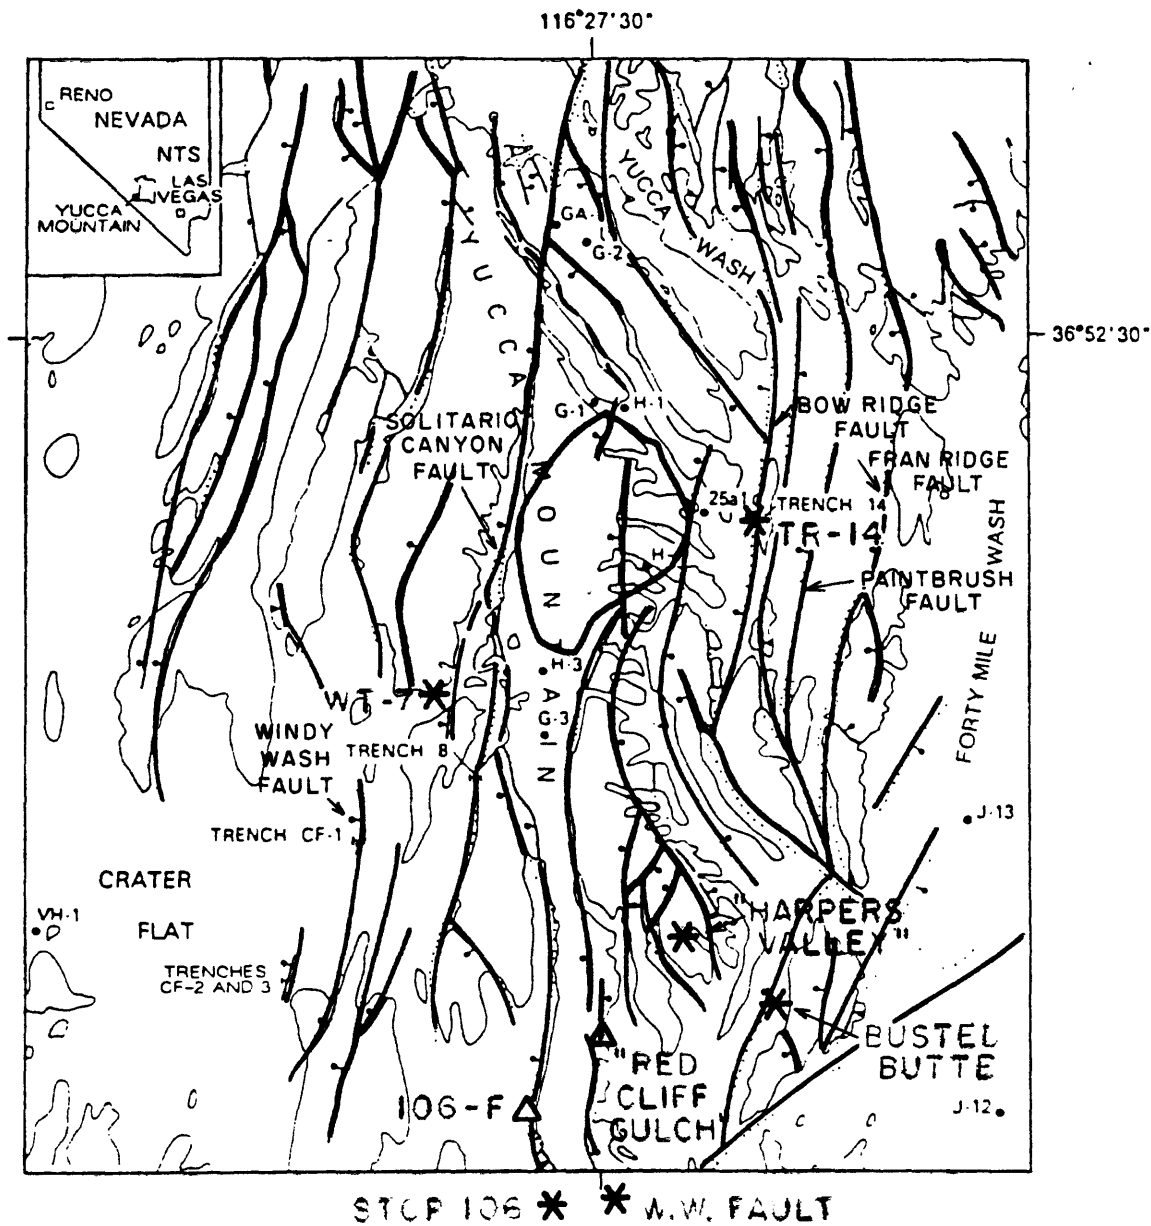 116°27'30"
RENO
NEVADA
NTS
LAS
VEGAS
YUCCA
MOUNTAIN
YUCCA
WASH
GA-
G-2
36°52'30"
YUCCA
MOUNTAIN
G-1
H-1
SOLITARIO
CANYON
FAULT
BOW RIDGE
FAULT
FRAN RIDGE
FAULT
25a1
TRENCH 14
TR-14
H-
PAINTBRUSH
FAULT
FORTY MILE
WASH
H-3
WT-7
G-3
WINDY
WASH
FAULT
TRENCH 8
TRENCH CF-1
J-13
CRATER
FLAT
VH-1
"HARPERS
VALLEY"
TRENCHES
CF-2 AND 3
BUSTED
BUTTE
"RED
CLIFF
GULCH"
106-F
J-12
STOP 106
W.W. FAULT